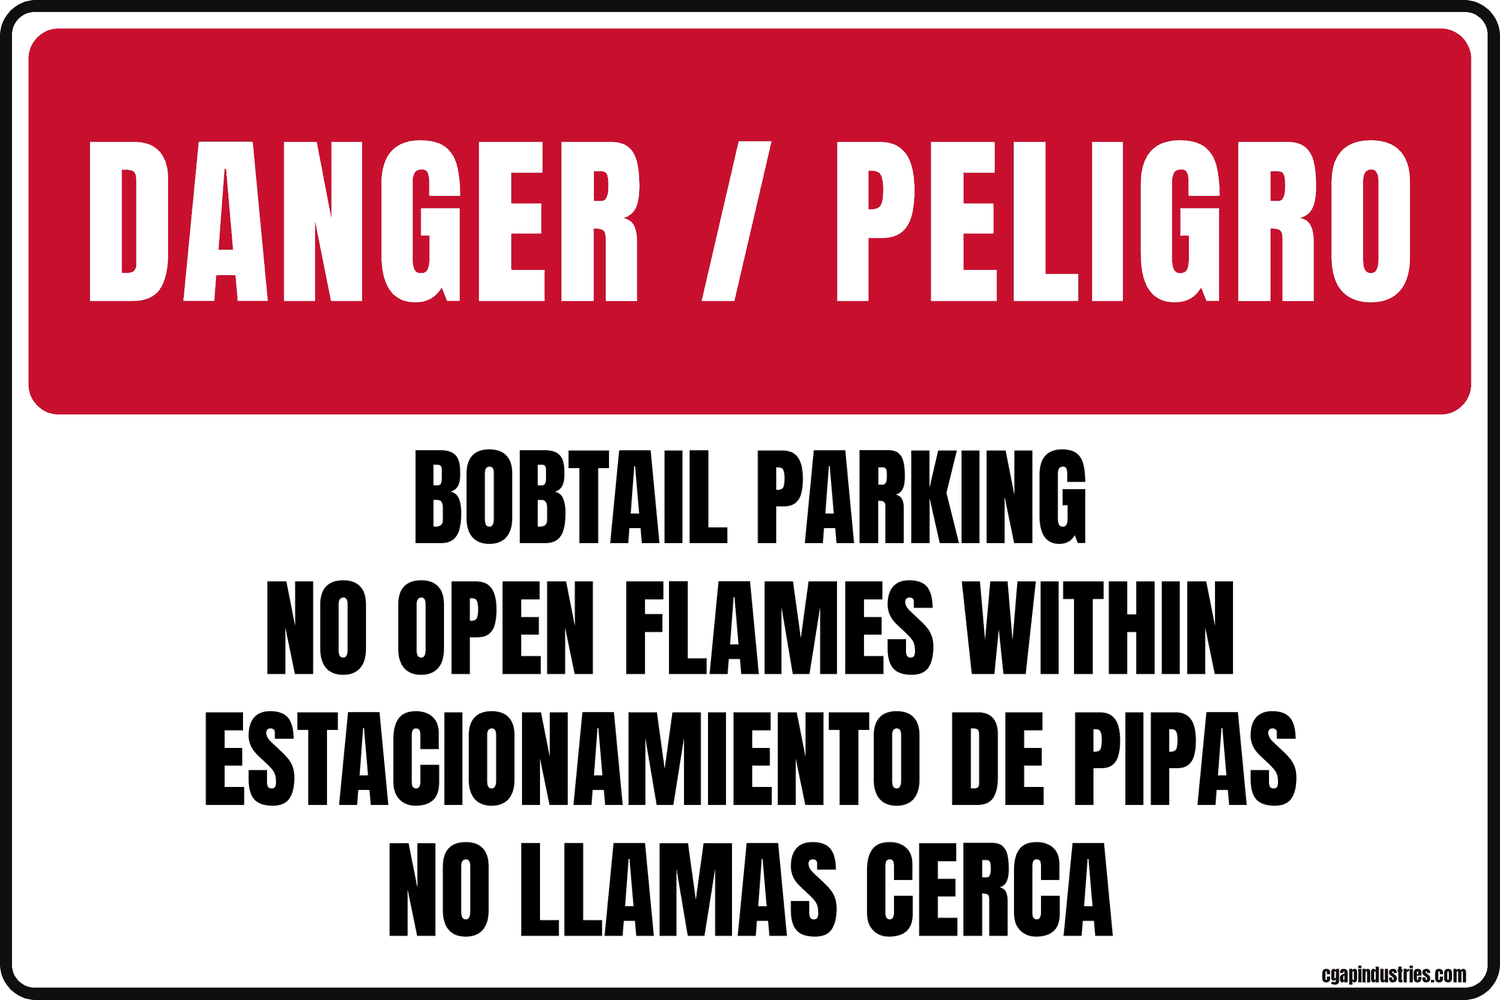 DANGER / PELIGRO
BOBTAIL PARKING
NO OPEN FLAMES WITHIN
ESTACIONAMIENTO DE PIPAS
NO LLAMAS CERCA
cgapindustries.com